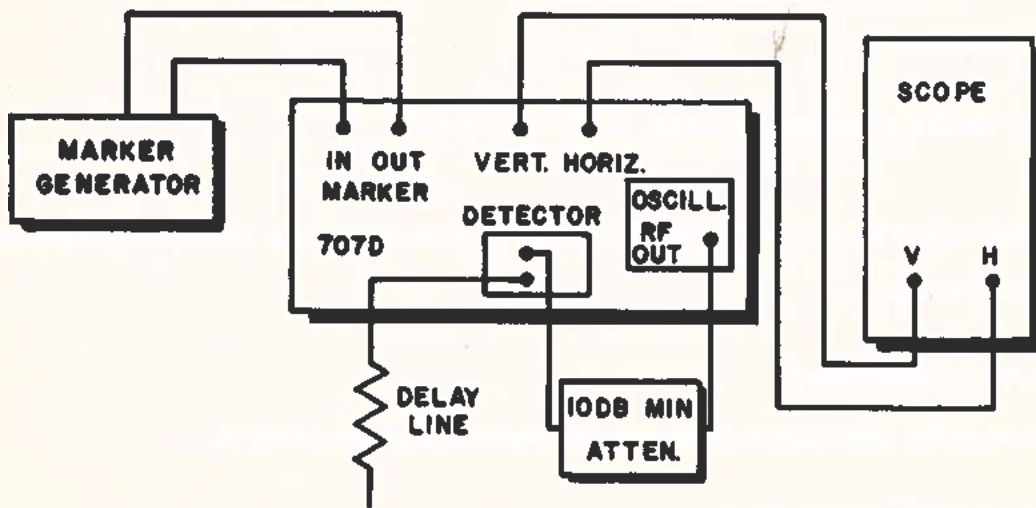 MARKER
GENERATOR
IN OUT
MARKER
VERT. HORIZ.
707D
DETECTOR
OSCILL.
RF
OUT
SCOPE
V H
DELAY
LINE
10DB MIN
ATTEN.